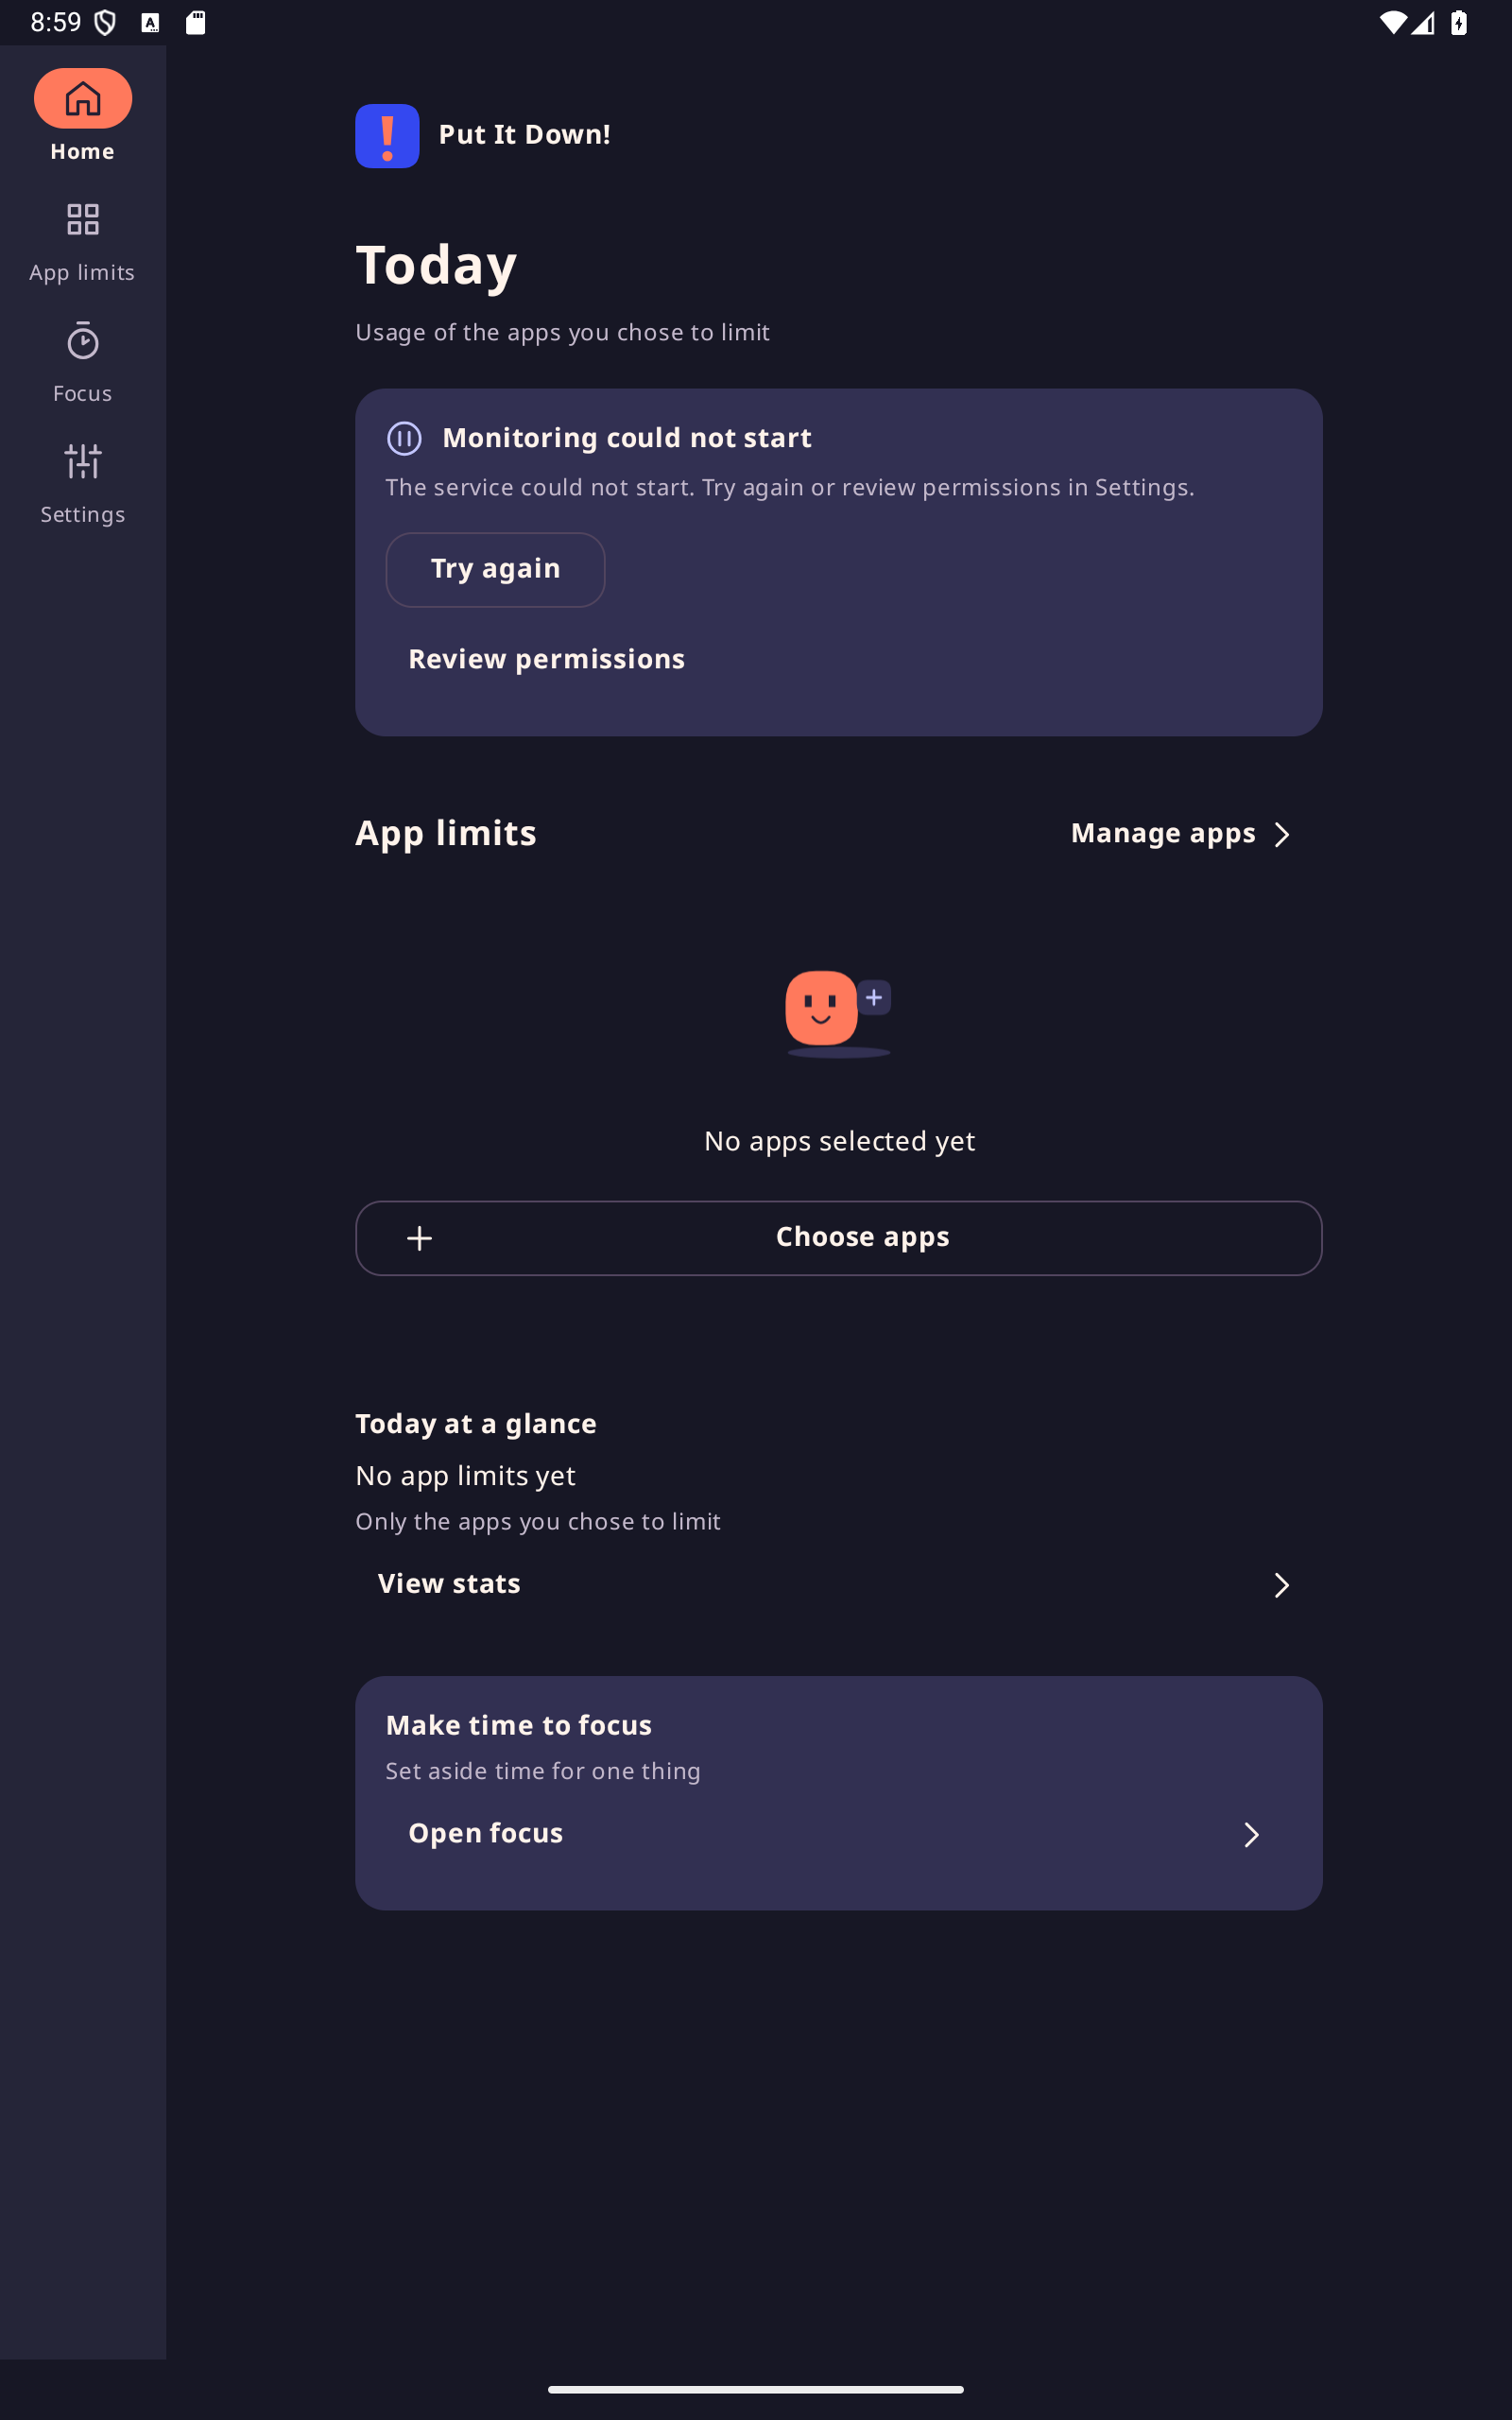 8:59
Home
App limits
Focus
Settings
Put It Down!
Today
Usage of the apps you chose to limit
Monitoring could not start
The service could not start. Try again or review permissions in Settings.
Try again
Review permissions
App limits
Manage apps
No apps selected yet
Choose apps
Today at a glance
No app limits yet
Only the apps you chose to limit
View stats
Make time to focus
Set aside time for one thing
Open focus